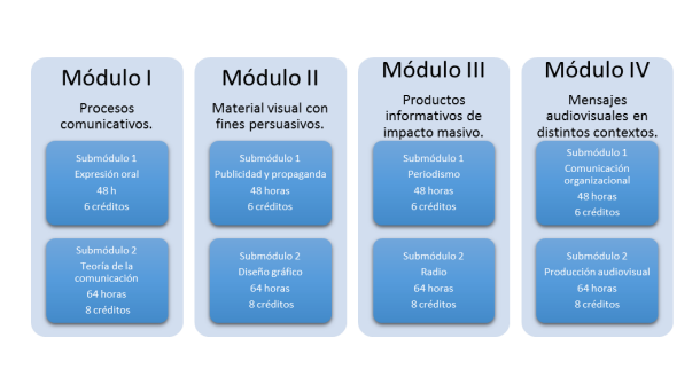 Módulo I
Procesos
comunicativos.
Submódulo 1
Expresión oral
48 h
6 créditos
Submódulo 2
Teoría de la
comunicación
64 horas
8 créditos
Módulo II
Material visual con
fines persuasivos.
Submódulo 1
Publicidad y propaganda
48 horas
6 créditos
Submódulo 2
Diseño gráfico
64 horas
8 créditos
Módulo III
Productos
informativos de
impacto masivo.
Submódulo 1
Periodismo
48 horas
6 créditos
Submódulo 2
Radio
64 horas
8 créditos
Módulo IV
Mensajes
audiovisuales en
distintos contextos.
Submódulo 1
Comunicación
organizacional
48 horas
6 créditos
Submódulo 2
Producción audiovisual
64 horas
8 créditos